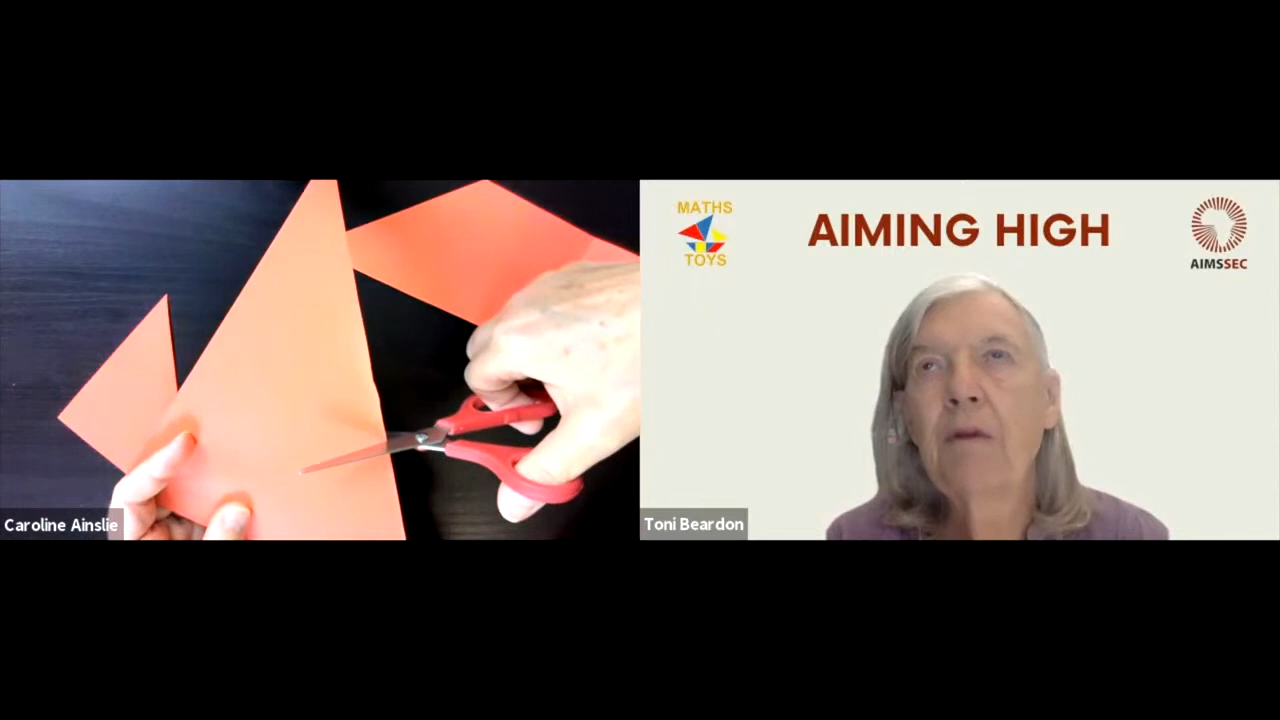 MATHS
TOYS
AIMING HIGH
AIMSSEC
Caroline Ainslie
Toni Beardon